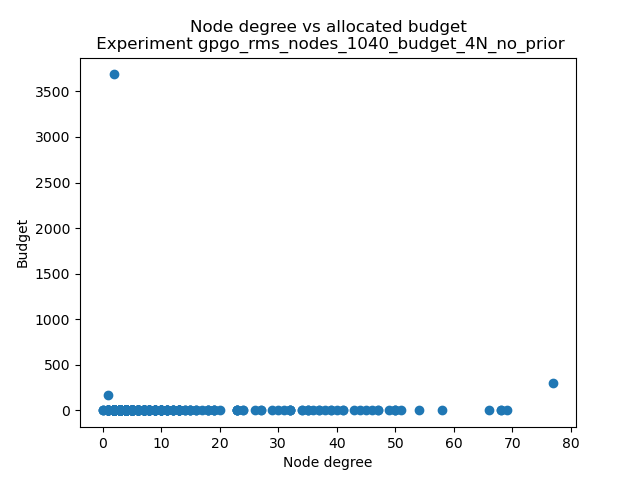 Node degree vs allocated budget
Experiment gpgo_rms_nodes_1040_budget_4N_no_prior
3500
3000
2500
2000
1500
1000
500
0
Budget
0 10 20 30 40 50 60 70 80
Node degree